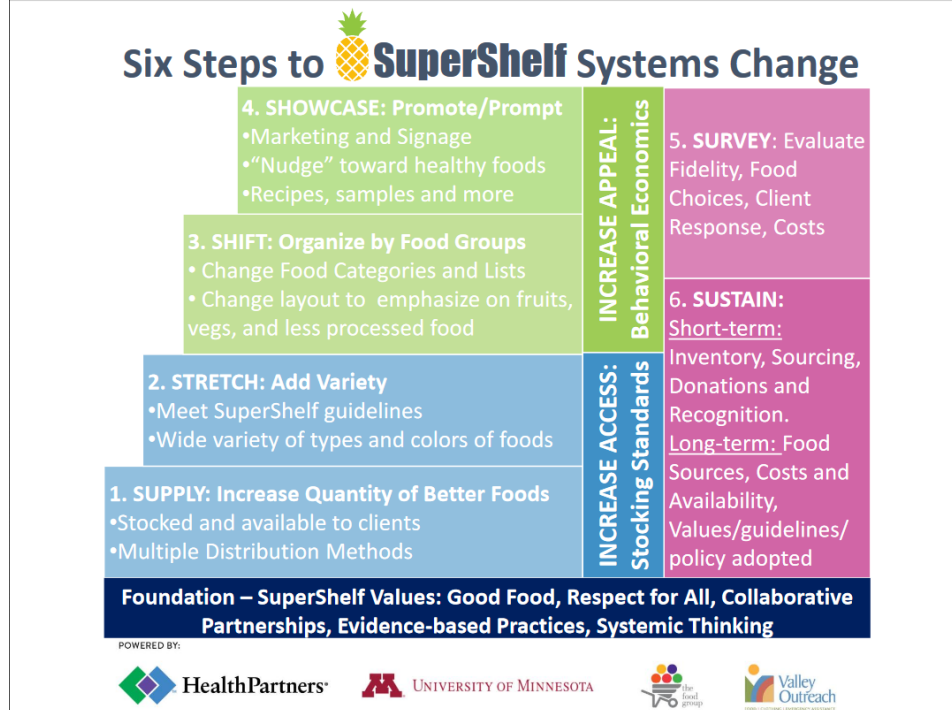 Six Steps to SuperShelf Systems Change
4. SHOWCASE: Promote/Prompt
•Marketing and Signage
•“Nudge” toward healthy foods
•Recipes, samples and more
3. SHIFT: Organize by Food Groups
• Change Food Categories and Lists
• Change layout to emphasize on fruits,
vegs, and less processed food
2. STRETCH: Add Variety
•Meet SuperShelf guidelines
•Wide variety of types and colors of foods
1. SUPPLY: Increase Quantity of Better Foods
•Stocked and available to clients
•Multiple Distribution Methods
INCREASE APPEAL:
Behavioral Economics
INCREASE ACCESS:
Stocking Standards
5. SURVEY: Evaluate
Fidelity, Food
Choices, Client
Response, Costs
6. SUSTAIN:
Short-term:
Inventory, Sourcing,
Donations and
Recognition.
Long-term: Food
Sources, Costs and
Availability,
Values/guidelines/
policy adopted
Foundation – SuperShelf Values: Good Food, Respect for All, Collaborative
Partnerships, Evidence-based Practices, Systemic Thinking
POWERED BY:
HealthPartners®
M
UNIVERSITY OF MINNESOTA
the
food
group
Valley
Outreach